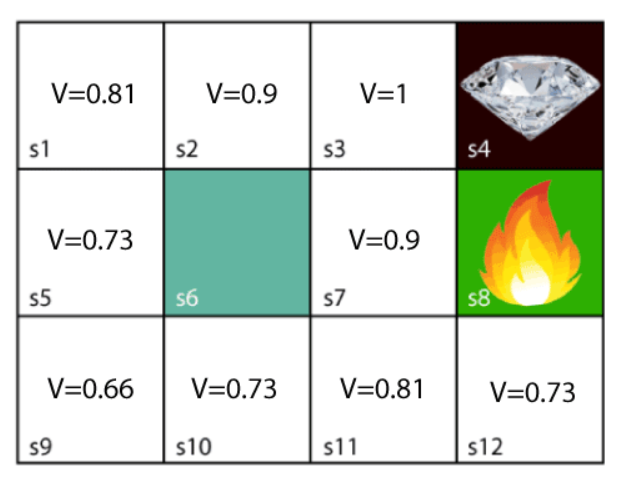 V=0.81
s1
V=0.9
s2
V=1
s3
s4
V=0.73
s5
s6
V=0.9
s7
s8
V=0.66
s9
V=0.73
s10
V=0.81
s11
V=0.73
s12